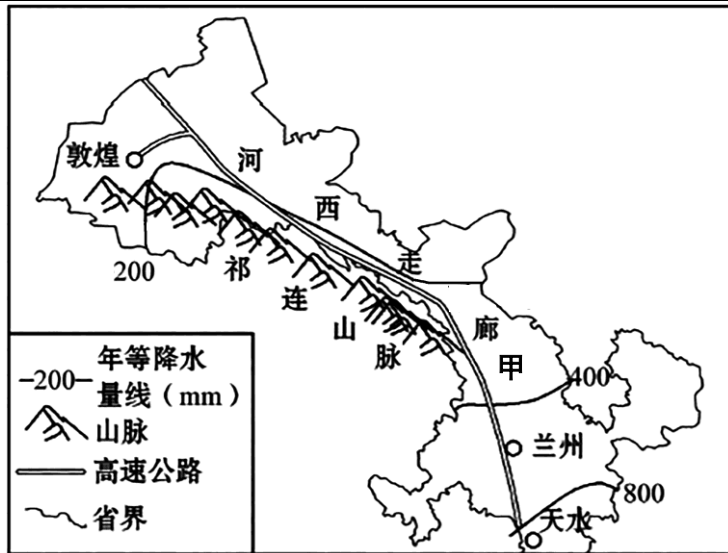 敦煌
河
西
走
廊
200
祁
连
山
脉
甲
400
兰州
800
天水
年等降水
-200- 量线（mm）
山脉
高速公路
省界